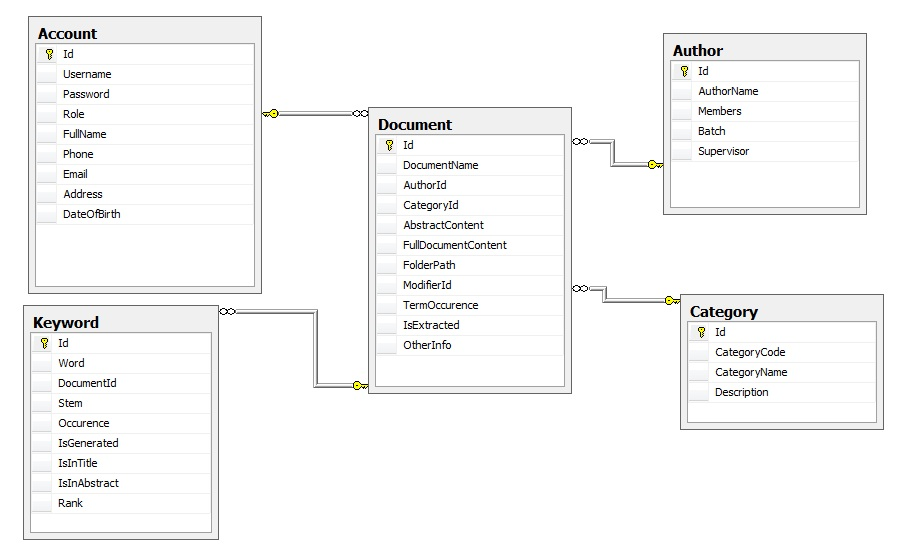 Account
Id
Username
Password
Role
FullName
Phone
Email
Address
DateOfBirth
Document
Id
DocumentName
AuthorId
CategoryId
AbstractContent
FullDocumentContent
FolderPath
ModifierId
TermOccurence
IsExtracted
OtherInfo
Author
Id
AuthorName
Members
Batch
Supervisor
Keyword
Id
Word
DocumentId
Stem
Occurence
IsGenerated
IsInTitle
IsInAbstract
Rank
Category
Id
CategoryCode
CategoryName
Description